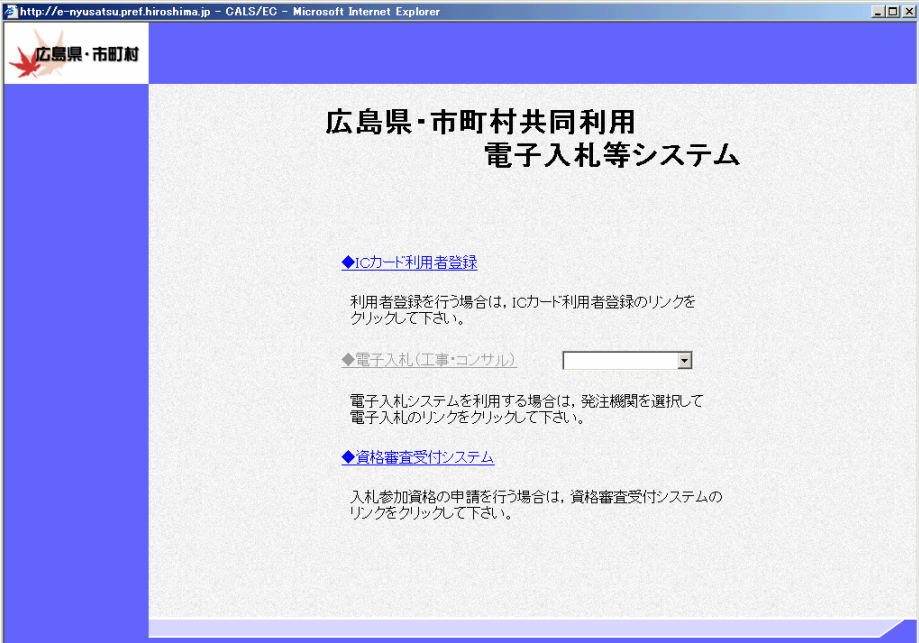 http://e-nyusatsu.pref.hiroshima.jp - CALS/EC - Microsoft Internet Explorer
広島県・市町村
広島県・市町村共同利用
電子入札等システム
◆ICカード利用者登録
利用者登録を行う場合は，ICカード利用者登録のリンクを
クリックして下さい。
◆電子入札（工事・コンサル）
電子入札システムを利用する場合は，発注機関を選択して
電子入札のリンクをクリックして下さい。
◆資格審査受付システム
入札参加資格の申請を行う場合は，資格審査受付システムの
リンクをクリックして下さい。